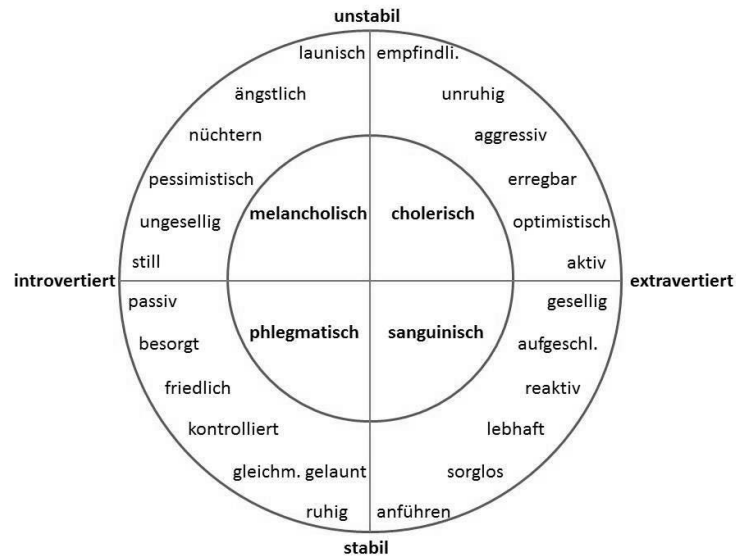 unstabil
launisch empfindli.
ängstlich unruhig
nüchtern aggressiv
pessimistisch erregbar
melancholisch cholerisch
ungesellig optimistisch
still aktiv
introvertiert extravertiert
passiv gesellig
phlegmatisch sanguinisch
besorgt aufgeschl.
friedlich reaktiv
kontrolliert lebhaft
gleichm. gelaunt sorglos
ruhig anführen
stabil